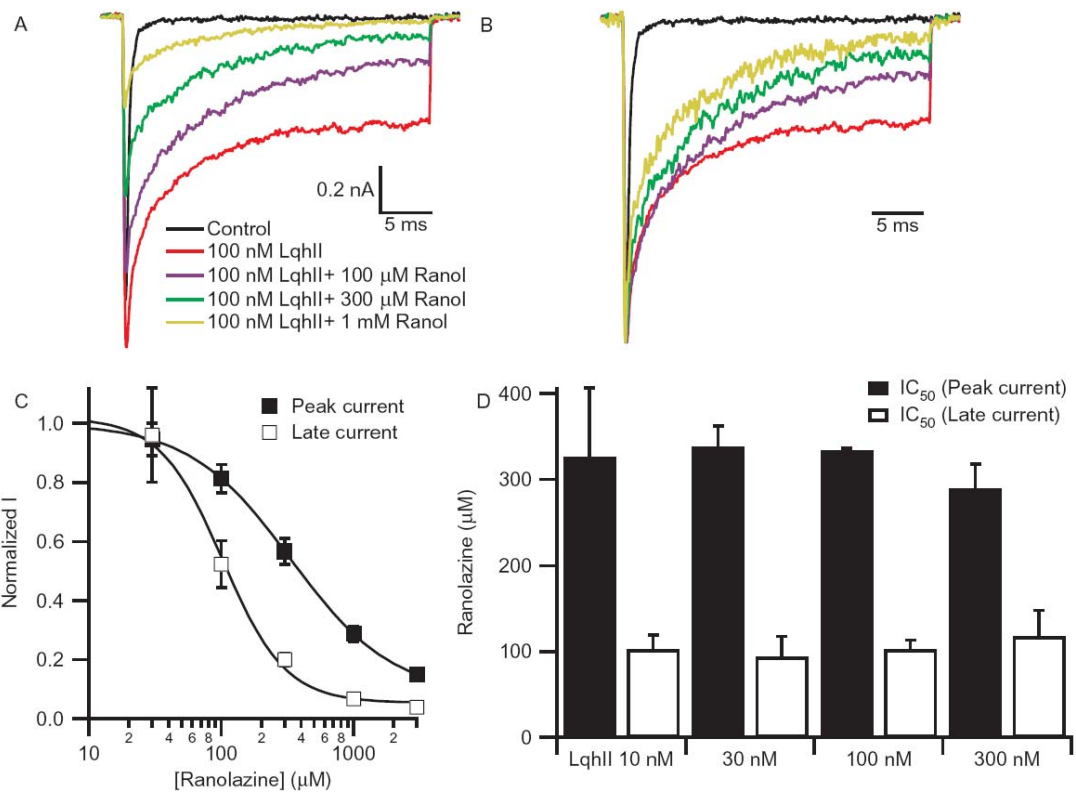 A
B
0.2 nA
5 ms
5 ms
Control
100 nM LqhII
100 nM LqhII+ 100 μM Ranol
100 nM LqhII+ 300 μM Ranol
100 nM LqhII+ 1 mM Ranol
C
Peak current
Late current
Normalized I
1.0
0.8
0.6
0.4
0.2
0.0
10 2 4 6 8 100 2 4 6 8 1000 2
[Ranolazine] (μM)
D
IC50 (Peak current)
IC50 (Late current)
Ranolazine (μM)
400
300
200
100
0
LqhII 10 nM 30 nM 100 nM 300 nM